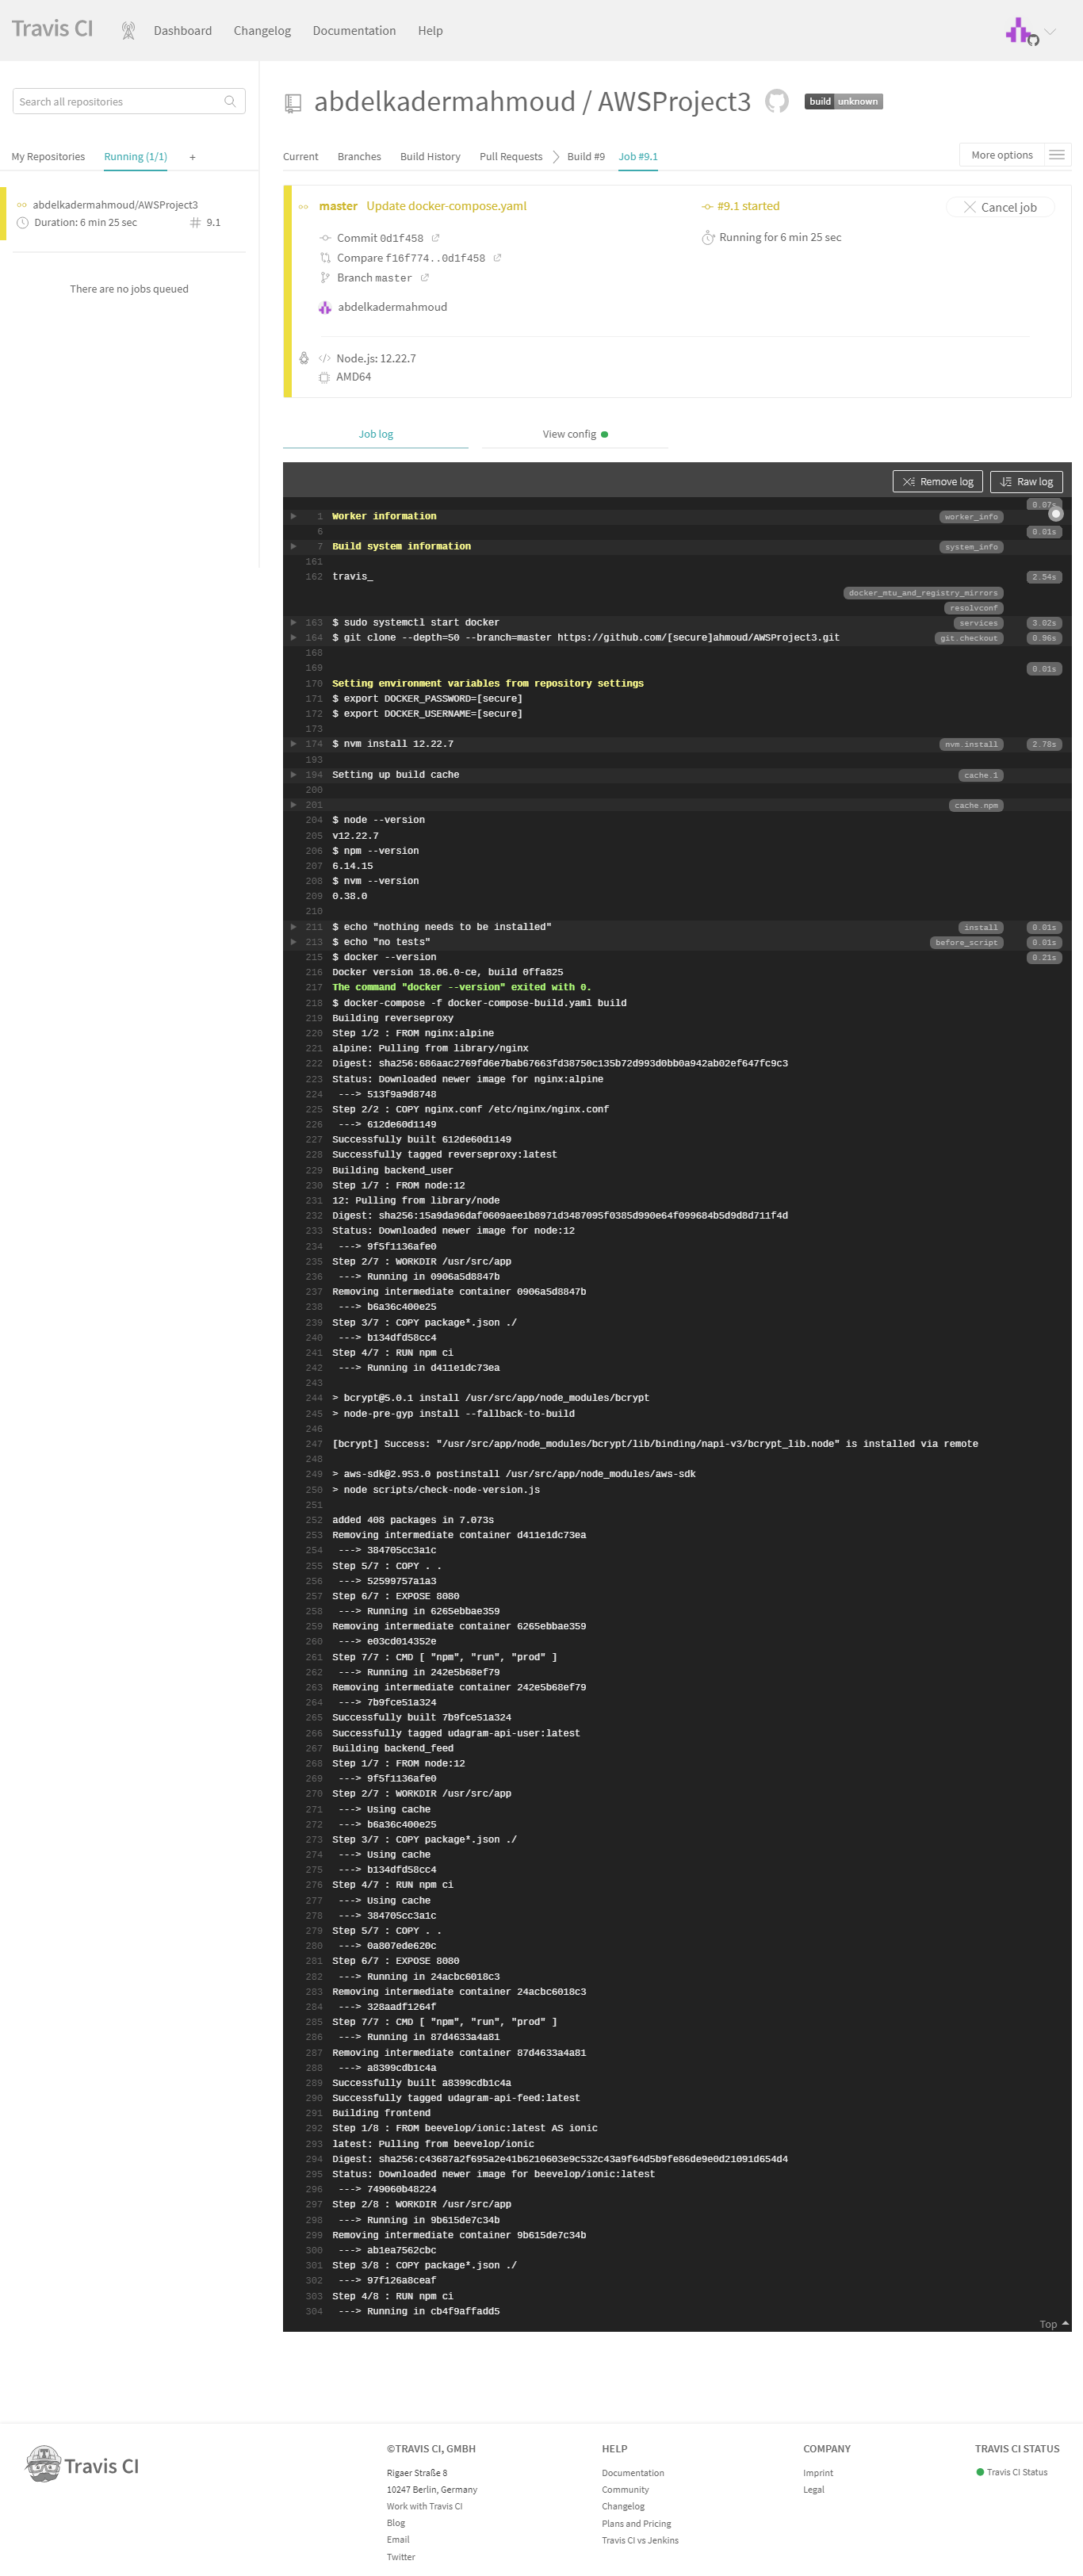 Travis CI
Dashboard
Changelog
Documentation
Help
Search all repositories
My Repositories
Running (1/1)
+
abdelkadermahmoud/AWSProject3
Duration: 6 min 25 sec
9.1
There are no jobs queued
abdelkadermahmoud / AWSProject3
build unknown
Current
Branches
Build History
Pull Requests
Build #9
Job #9.1
More options
master Update docker-compose.yaml
Commit 0d1f458
Compare f16f774..0d1f458
Branch master
abdelkadermahmoud
#9.1 started
Running for 6 min 25 sec
Cancel job
Node.js: 12.22.7
AMD64
Job log
View config
Remove log
Raw log
0.07s
1 Worker information worker_info
6 0.01s
7 Build system information system_info
161
162 travis_ 2.54s
docker_mtu_and_registry_mirrors
resolvconf
163 $ sudo systemctl start docker services 3.02s
164 $ git clone --depth=50 --branch=master https://github.com/[secure]ahmoud/AWSProject3.git git.checkout 0.96s
168
169 0.01s
170 Setting environment variables from repository settings
171 $ export DOCKER_PASSWORD=[secure]
172 $ export DOCKER_USERNAME=[secure]
173
174 $ nvm install 12.22.7 nvm.install 2.78s
193
194 Setting up build cache cache.1
200
201 cache.npm
204 $ node --version
205 v12.22.7
206 $ npm --version
207 6.14.15
208 $ nvm --version
209 0.38.0
210
211 $ echo "nothing needs to be installed" install 0.01s
213 $ echo "no tests" before_script 0.01s
215 $ docker --version 0.21s
216 Docker version 18.06.0-ce, build 0ffa825
217 The command "docker --version" exited with 0.
218 $ docker-compose -f docker-compose-build.yaml build
219 Building reverseproxy
220 Step 1/2 : FROM nginx:alpine
221 alpine: Pulling from library/nginx
222 Digest: sha256:686aac2769fd6e7bab67663fd38750c135b72d993d0bb0a942ab02ef647fc9c3
223 Status: Downloaded newer image for nginx:alpine
224 ---> 513f9a9d8748
225 Step 2/2 : COPY nginx.conf /etc/nginx/nginx.conf
226 ---> 612de60d1149
227 Successfully built 612de60d1149
228 Successfully tagged reverseproxy:latest
229 Building backend_user
230 Step 1/7 : FROM node:12
231 12: Pulling from library/node
232 Digest: sha256:15a9da96daf0609aee1b8971d3487095f0385d990e64f099684b5d9d8d711f4d
233 Status: Downloaded newer image for node:12
234 ---> 9f5f1136afe0
235 Step 2/7 : WORKDIR /usr/src/app
236 ---> Running in 0906a5d8847b
237 Removing intermediate container 0906a5d8847b
238 ---> b6a36c400e25
239 Step 3/7 : COPY package*.json ./
240 ---> b134dfd58cc4
241 Step 4/7 : RUN npm ci
242 ---> Running in d411e1dc73ea
243
244 > bcrypt@5.0.1 install /usr/src/app/node_modules/bcrypt
245 > node-pre-gyp install --fallback-to-build
246
247 [bcrypt] Success: "/usr/src/app/node_modules/bcrypt/lib/binding/napi-v3/bcrypt_lib.node" is installed via remote
248
249 > aws-sdk@2.953.0 postinstall /usr/src/app/node_modules/aws-sdk
250 > node scripts/check-node-version.js
251
252 added 408 packages in 7.073s
253 Removing intermediate container d411e1dc73ea
254 ---> 384705cc3a1c
255 Step 5/7 : COPY . .
256 ---> 52599757a1a3
257 Step 6/7 : EXPOSE 8080
258 ---> Running in 6265ebbae359
259 Removing intermediate container 6265ebbae359
260 ---> e03cd014352e
261 Step 7/7 : CMD [ "npm", "run", "prod" ]
262 ---> Running in 242e5b68ef79
263 Removing intermediate container 242e5b68ef79
264 ---> 7b9fce51a324
265 Successfully built 7b9fce51a324
266 Successfully tagged udagram-api-user:latest
267 Building backend_feed
268 Step 1/7 : FROM node:12
269 ---> 9f5f1136afe0
270 Step 2/7 : WORKDIR /usr/src/app
271 ---> Using cache
272 ---> b6a36c400e25
273 Step 3/7 : COPY package*.json ./
274 ---> Using cache
275 ---> b134dfd58cc4
276 Step 4/7 : RUN npm ci
277 ---> Using cache
278 ---> 384705cc3a1c
279 Step 5/7 : COPY . .
280 ---> 0a807ede620c
281 Step 6/7 : EXPOSE 8080
282 ---> Running in 24acbc6018c3
283 Removing intermediate container 24acbc6018c3
284 ---> 328aadf1264f
285 Step 7/7 : CMD [ "npm", "run", "prod" ]
286 ---> Running in 87d4633a4a81
287 Removing intermediate container 87d4633a4a81
288 ---> a8399cdb1c4a
289 Successfully built a8399cdb1c4a
290 Successfully tagged udagram-api-feed:latest
291 Building frontend
292 Step 1/8 : FROM beevelop/ionic:latest AS ionic
293 latest: Pulling from beevelop/ionic
294 Digest: sha256:c43687a2f695a2e41b6210603e9c532c43a9f64d5b9fe86de9e0d21091d654d4
295 Status: Downloaded newer image for beevelop/ionic:latest
296 ---> 749060b48224
297 Step 2/8 : WORKDIR /usr/src/app
298 ---> Running in 9b615de7c34b
299 Removing intermediate container 9b615de7c34b
300 ---> ab1ea7562cbc
301 Step 3/8 : COPY package*.json ./
302 ---> 97f126a8ceaf
303 Step 4/8 : RUN npm ci
304 ---> Running in cb4f9affadd5
Top
Travis CI
©TRAVIS CI, GMBH
Rigaer Straße 8
10247 Berlin, Germany
Work with Travis CI
Blog
Email
Twitter
HELP
Documentation
Community
Changelog
Plans and Pricing
Travis CI vs Jenkins
COMPANY
Imprint
Legal
TRAVIS CI STATUS
Travis CI Status